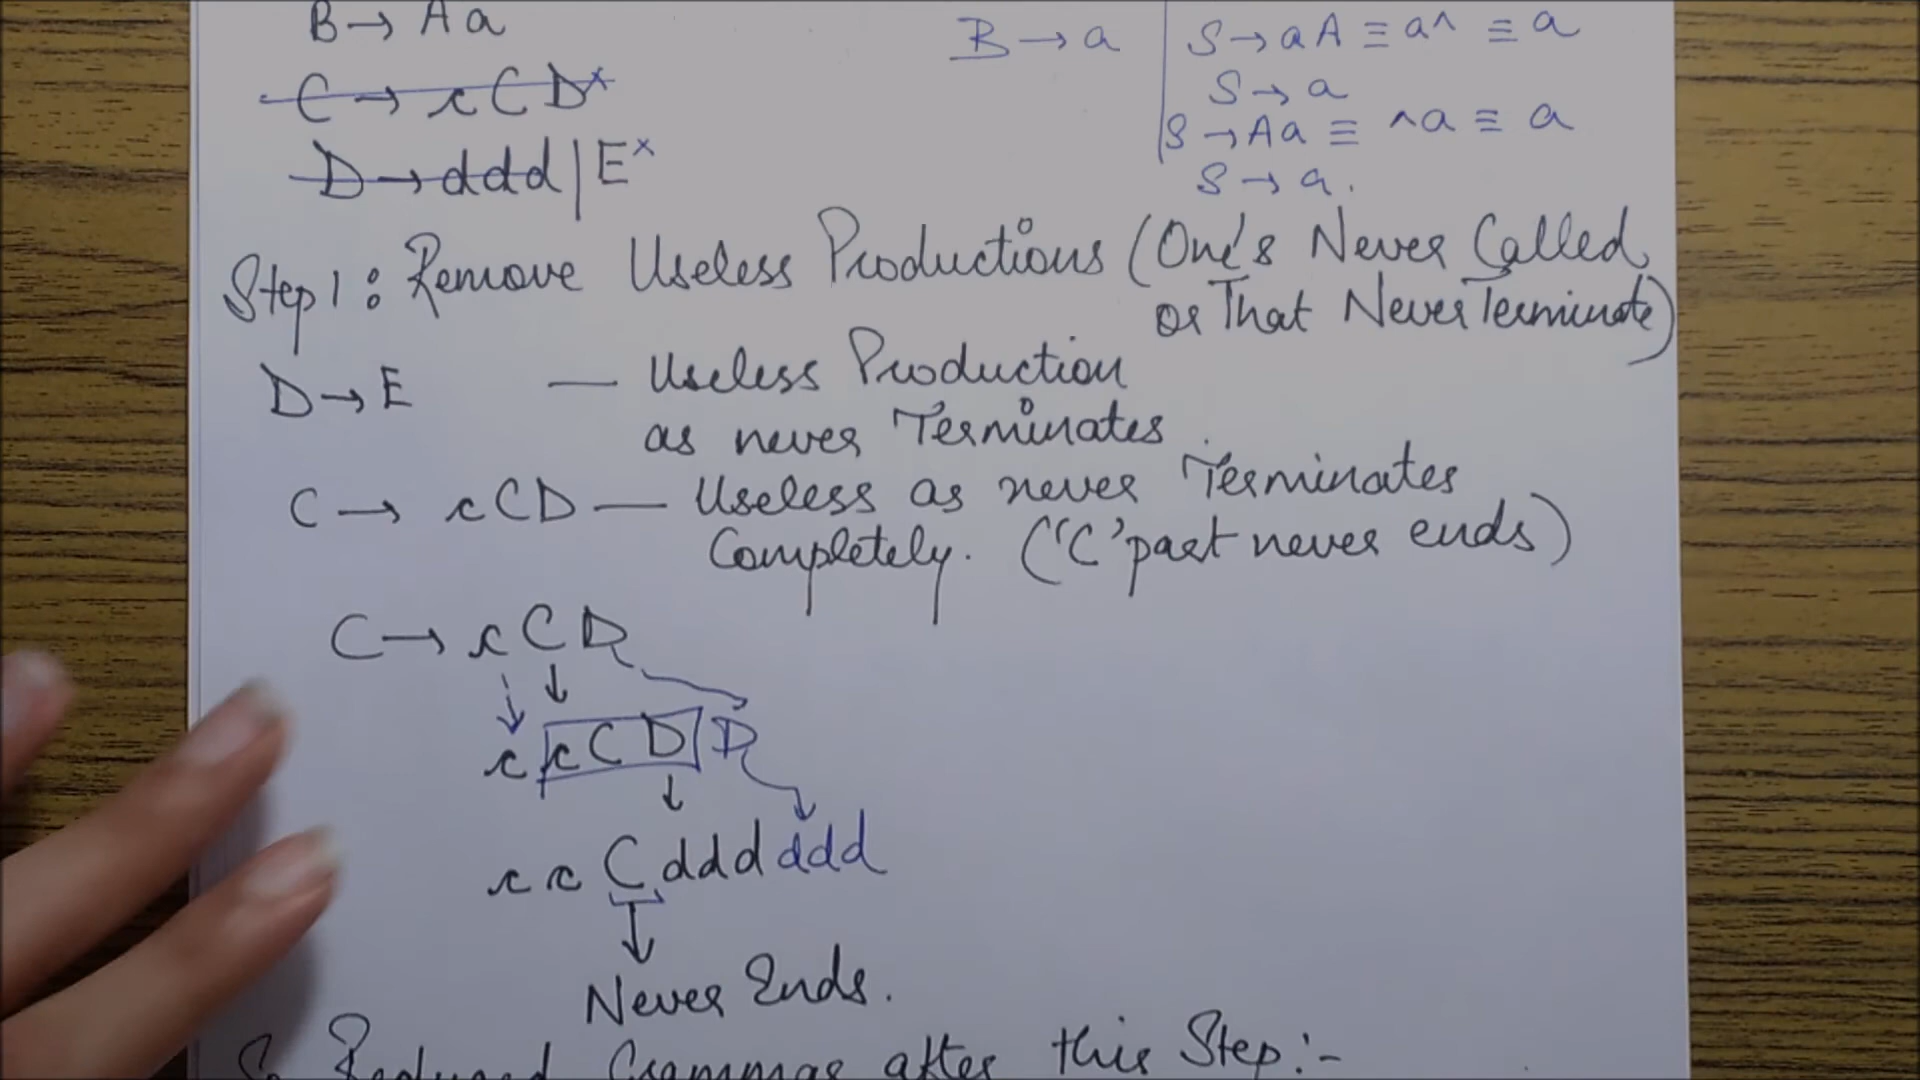 B → Aa
B → a
S → aA ≡ a^ ≡ a
S → a
S → Aa ≡ ^a ≡ a
S → a.
C → cCD×
D → ddd|E×
Step 1: Remove Useless Productions (One's Never Called
or That Never Terminate)
D → E — Useless Production
as never Terminates
C → cCD — Useless as never Terminates
Completely. ('C' part never ends)
C → cCD
c cCD D
c c C ddd ddd
Never Ends.
So Reduced Grammar after this Step:-